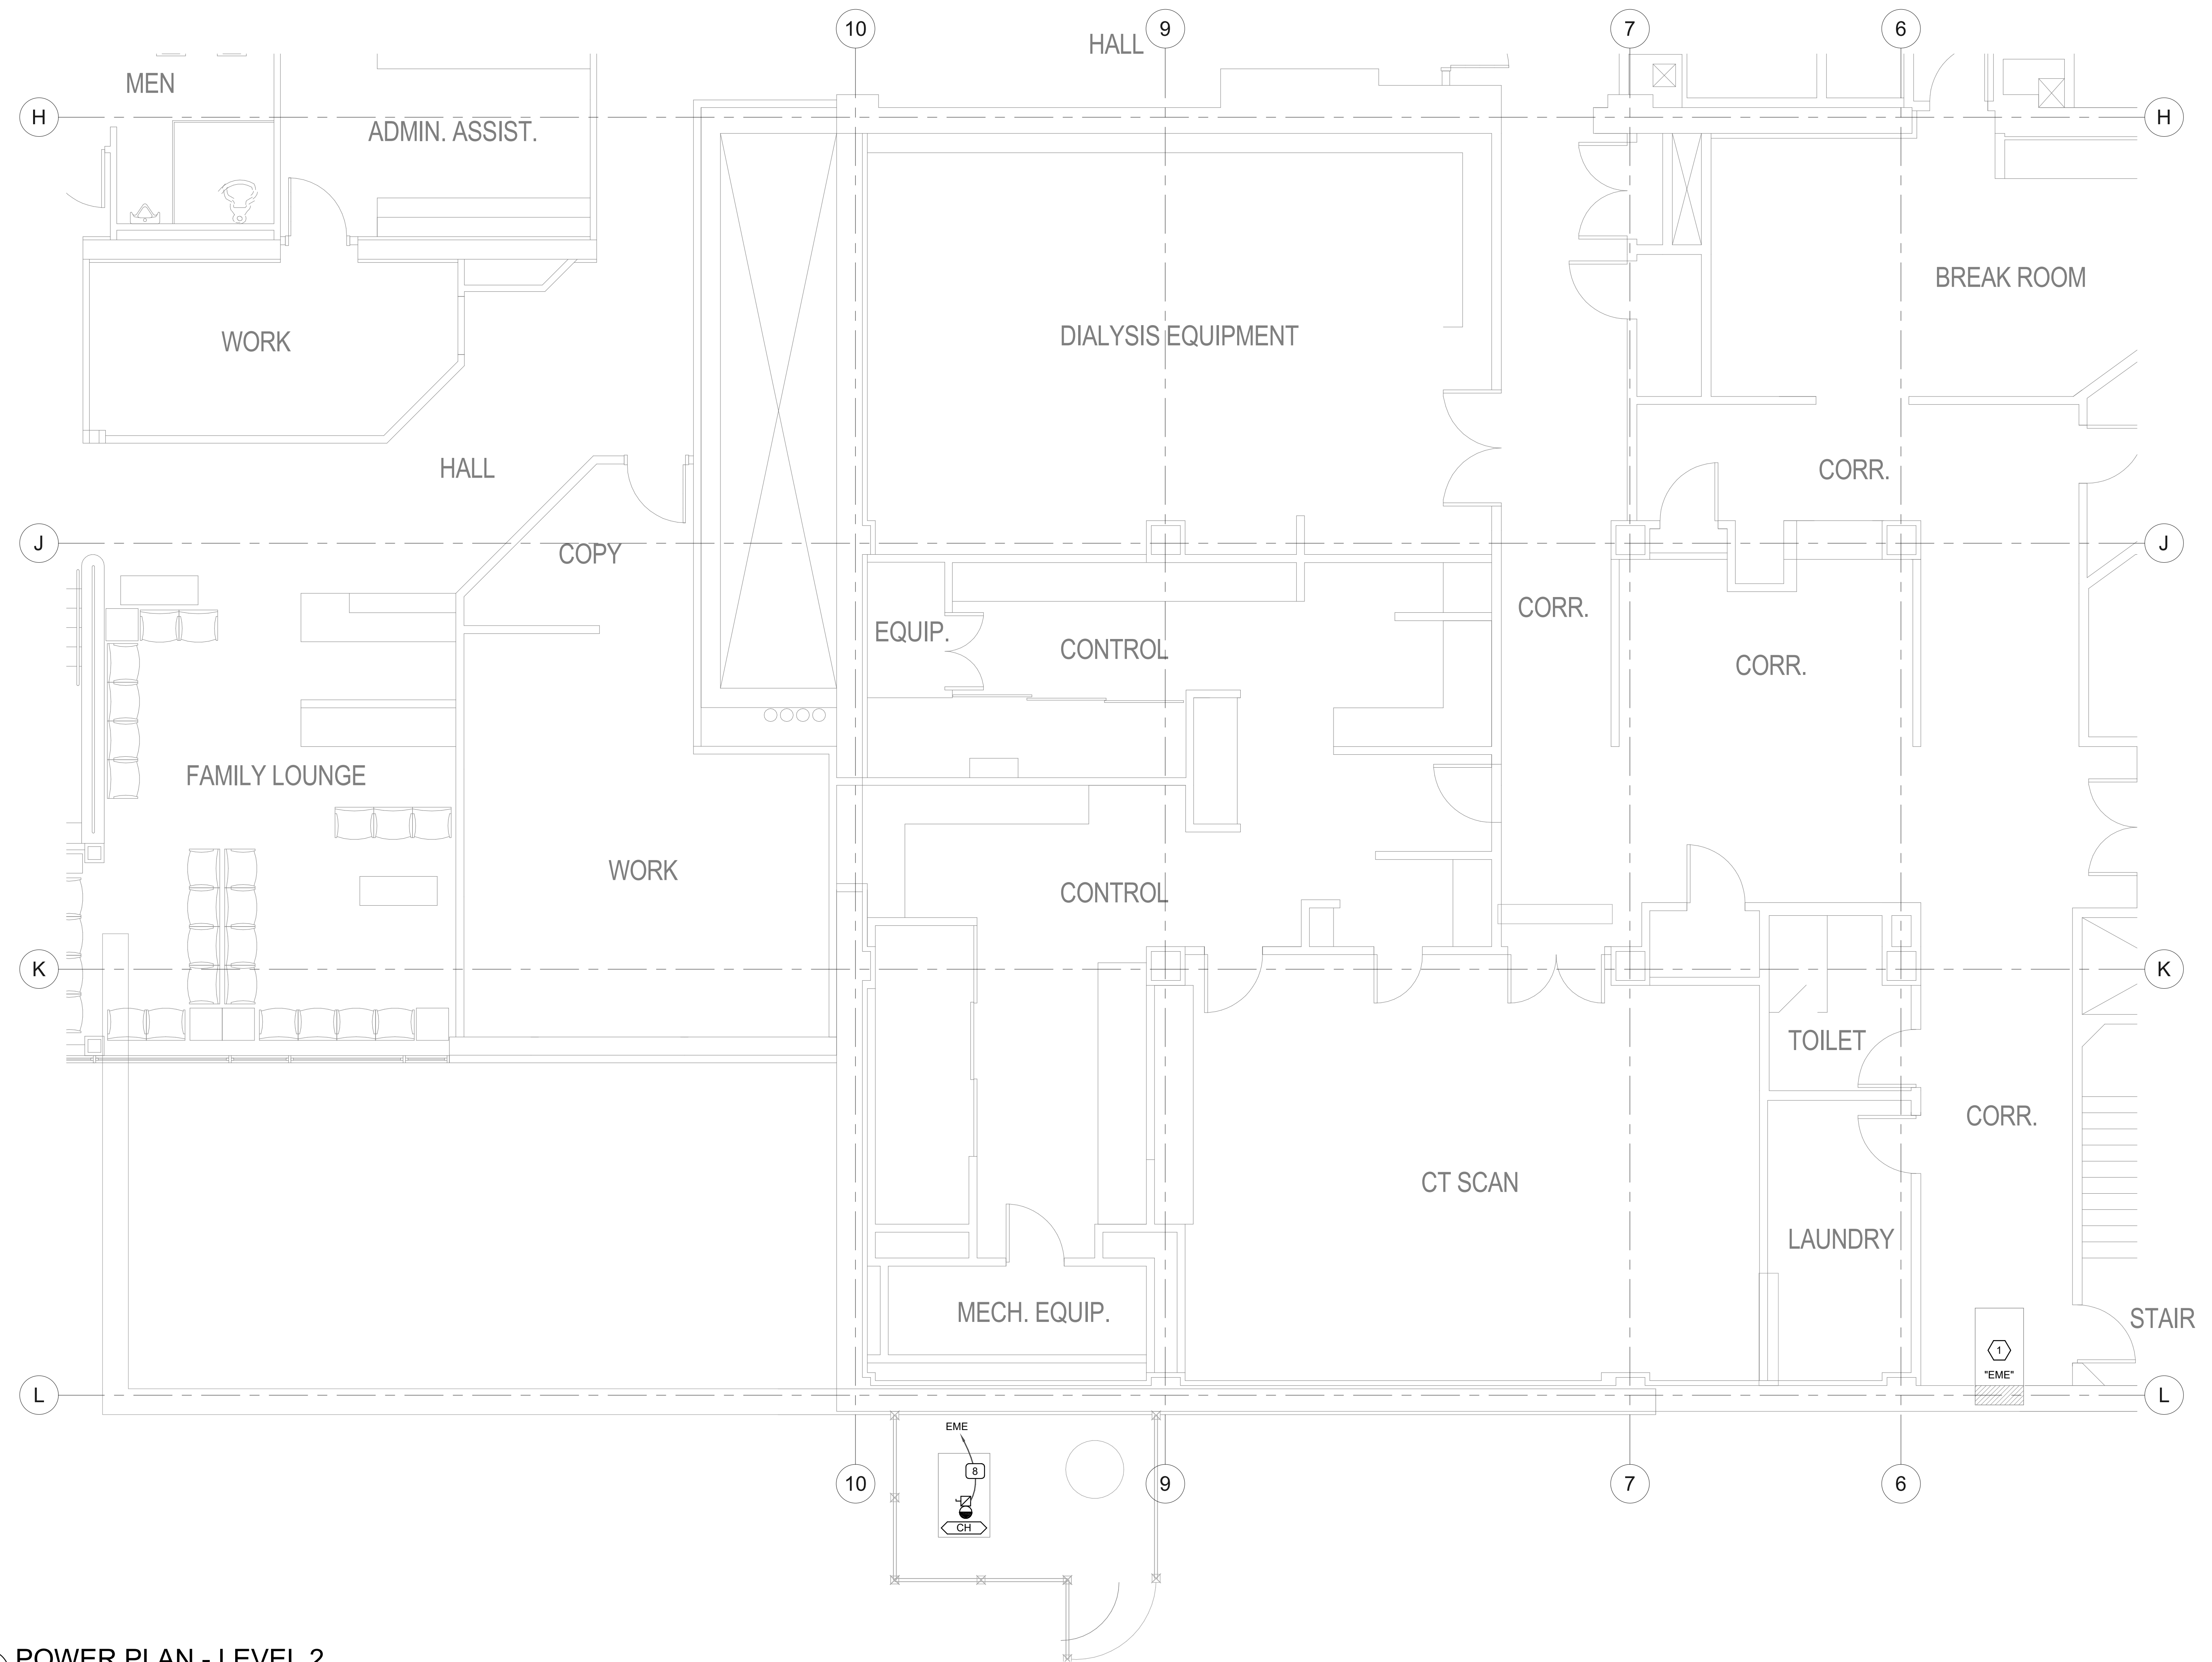 10
9
7
6
HALL
MEN
H
H
ADMIN. ASSIST.
BREAK ROOM
DIALYSIS EQUIPMENT
WORK
HALL
CORR.
J
J
COPY
CORR.
EQUIP.
CONTROL
CORR.
FAMILY LOUNGE
WORK
CONTROL
K
K
TOILET
CORR.
CT SCAN
LAUNDRY
MECH. EQUIP.
STAIR
1
"EME"
L
L
EME
8
10
9
7
6
CH
POWER PLAN - LEVEL 2